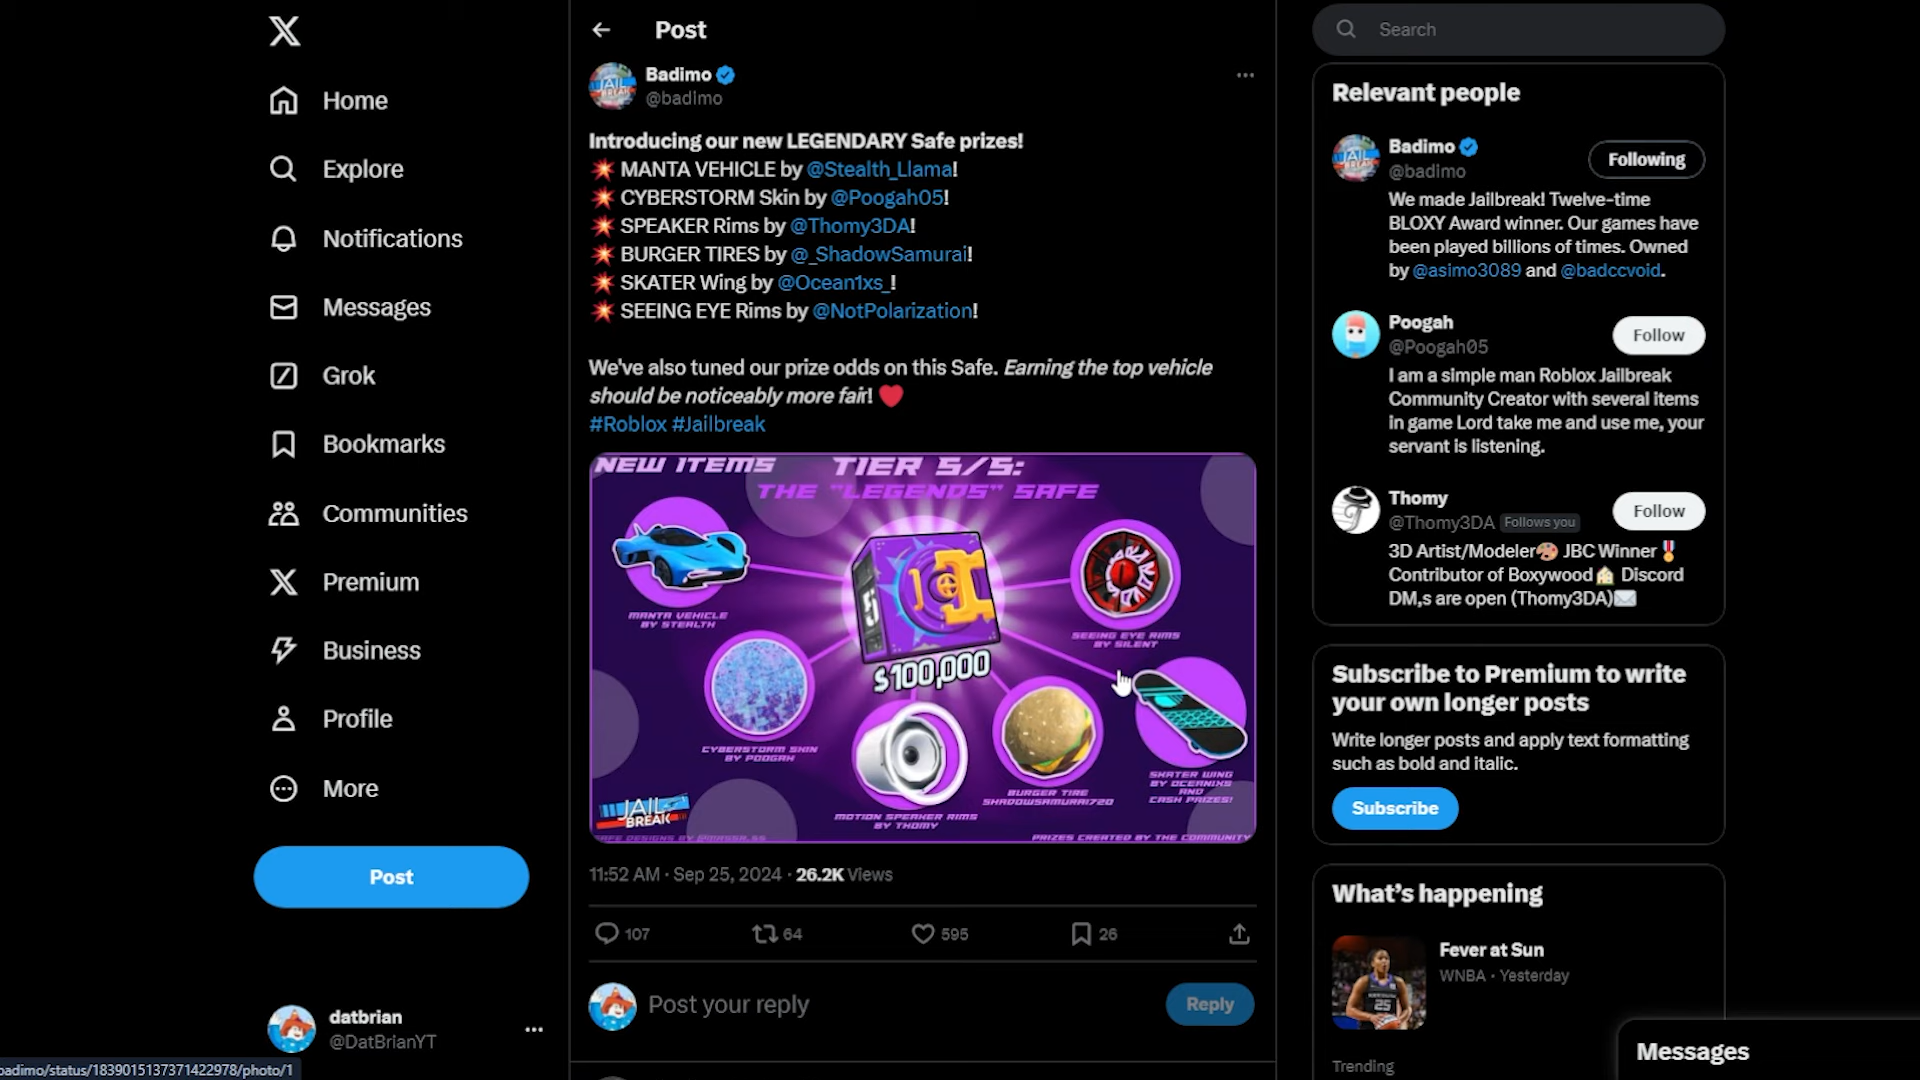 Home
Explore
Notifications
Messages
Grok
Bookmarks
Communities
Premium
Business
Profile
More
Post
datbrian
@DatBrianYT
badimo/status/1839015137371422978/photo/1
Post
Badimo
@badimo
Introducing our new LEGENDARY Safe prizes!
💥 MANTA VEHICLE by @Stealth_Llama!
💥 CYBERSTORM Skin by @Poogah05!
💥 SPEAKER Rims by @Thomy3DA!
💥 BURGER TIRES by @_ShadowSamurai!
💥 SKATER Wing by @Ocean1xs_!
💥 SEEING EYE Rims by @NotPolarization!
We've also tuned our prize odds on this Safe. Earning the top vehicle
should be noticeably more fair! ❤️
#Roblox #Jailbreak
NEW ITEMS TIER 5/5:
THE "LEGENDS" SAFE
MANTA VEHICLE
BY STEALTH
SEEING EYE RIMS
BY SILENT
$100,000
CYBERSTORM SKIN
BY POOGAH
MOTION SPEAKER RIMS
BY THOMY
BURGER TIRE
SHADOWSAMURAI720
SKATER WING
BY OCEAN1XS
AND
CASH PRIZES!
JAIL
BREAK
PRIZES CREATED BY THE COMMUNITY
11:52 AM · Sep 25, 2024 · 26.2K Views
107 64 595 26
Post your reply
Reply
Search
Relevant people
Badimo
@badimo
Following
We made Jailbreak! Twelve-time
BLOXY Award winner. Our games have
been played billions of times. Owned
by @asimo3089 and @badccvoid.
Poogah
@Poogah05
Follow
I am a simple man Roblox Jailbreak
Community Creator with several items
in game Lord take me and use me, your
servant is listening.
Thomy
@Thomy3DA Follows you
Follow
3D Artist/Modeler🎨 JBC Winner🎖️
Contributor of Boxywood🏠 Discord
DM,s are open (Thomy3DA)✉️
Subscribe to Premium to write
your own longer posts
Write longer posts and apply text formatting
such as bold and italic.
Subscribe
What's happening
Fever at Sun
WNBA · Yesterday
Trending
Messages